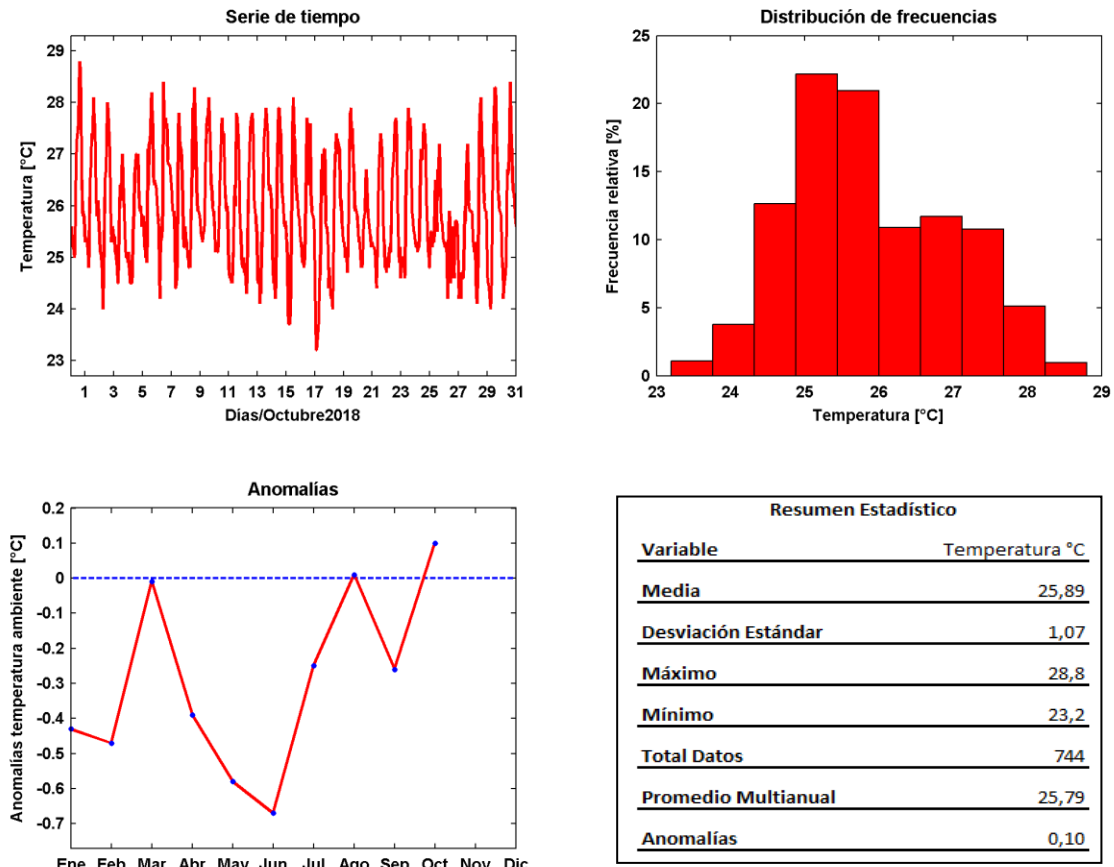 Serie de tiempo
Temperatura [°C]
29
28
27
26
25
24
23
1 3 5 7 9 11 13 15 17 19 21 23 25 27 29 31
Días/Octubre2018
Distribución de frecuencias
Frecuencia relativa [%]
25
20
15
10
5
0
23 24 25 26 27 28 29
Temperatura [°C]
Anomalías
Anomalías temperatura ambiente [°C]
0.2
0.1
0
-0.1
-0.2
-0.3
-0.4
-0.5
-0.6
-0.7
Ene Feb Mar Abr May Jun Jul Ago Sep Oct Nov Dic
Resumen Estadístico
Variable Temperatura °C
Media 25,89
Desviación Estándar 1,07
Máximo 28,8
Mínimo 23,2
Total Datos 744
Promedio Multianual 25,79
Anomalías 0,10